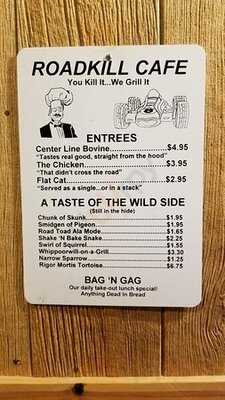 ROADKILL CAFE
You Kill It...We Grill It
ENTREES
Center Line Bovine....................$4.95
"Tastes real good, straight from the hood"
The Chicken..............................$3.95
"That didn't cross the road"
Flat Cat......................................$2.95
"Served as a single...or in a stack"
A TASTE OF THE WILD SIDE
(Still in the hide)
Chunk of Skunk..............................$1.95
Smidgen of Pigeon.........................$1.95
Road Toad Ala Mode......................$1.65
Shake 'N Bake Snake.....................$2.25
Swirl of Squirrel..............................$1.55
Whippoorwill-on-a-Grill...................$3.30
Narrow Sparrow.............................$1.25
Rigor Mortis Tortoise......................$6.75
BAG 'N GAG
Our daily take-out lunch special!
Anything Dead In Bread